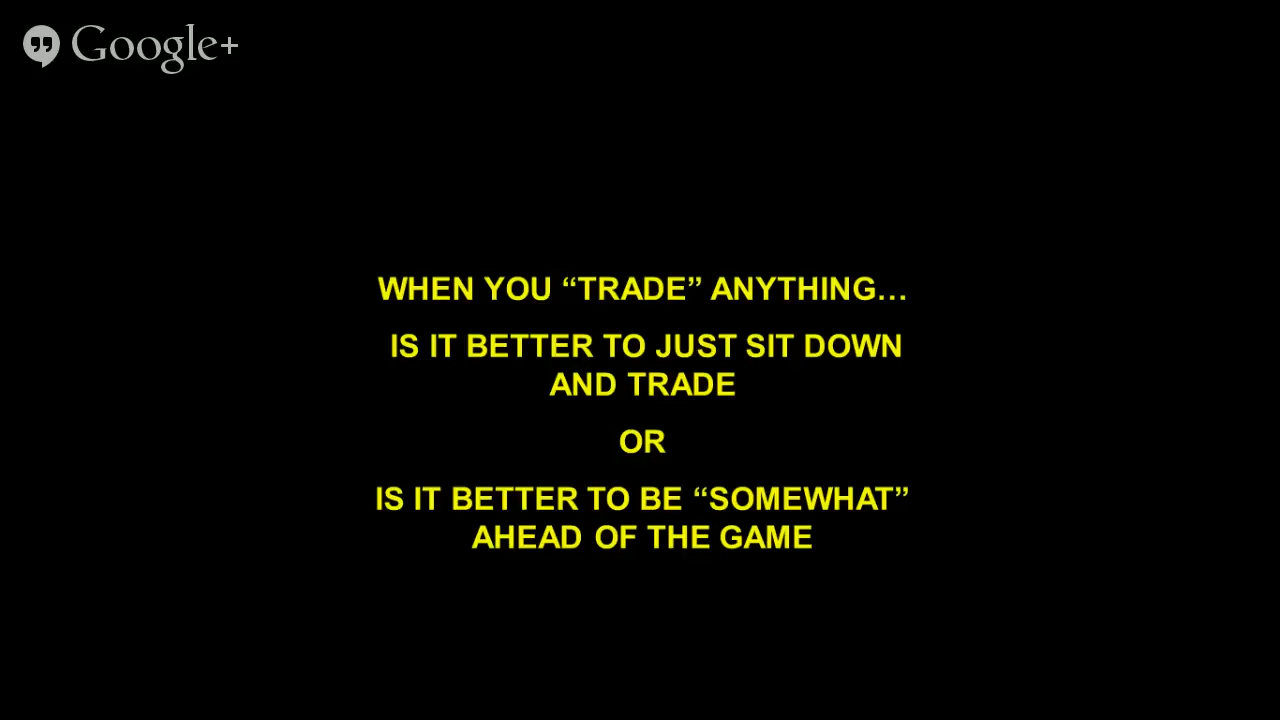 Google+
WHEN YOU “TRADE” ANYTHING…
IS IT BETTER TO JUST SIT DOWN
AND TRADE
OR
IS IT BETTER TO BE “SOMEWHAT”
AHEAD OF THE GAME